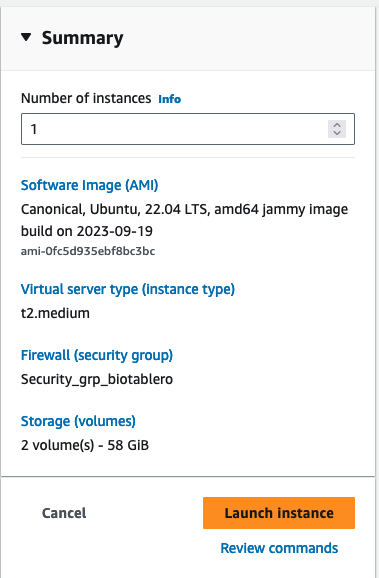 Summary
Number of instances Info
1
Software Image (AMI)
Canonical, Ubuntu, 22.04 LTS, amd64 jammy image
build on 2023-09-19
ami-0fc5d935ebf8bc3bc
Virtual server type (instance type)
t2.medium
Firewall (security group)
Security_grp_biotablero
Storage (volumes)
2 volume(s) - 58 GiB
Cancel
Launch instance
Review commands